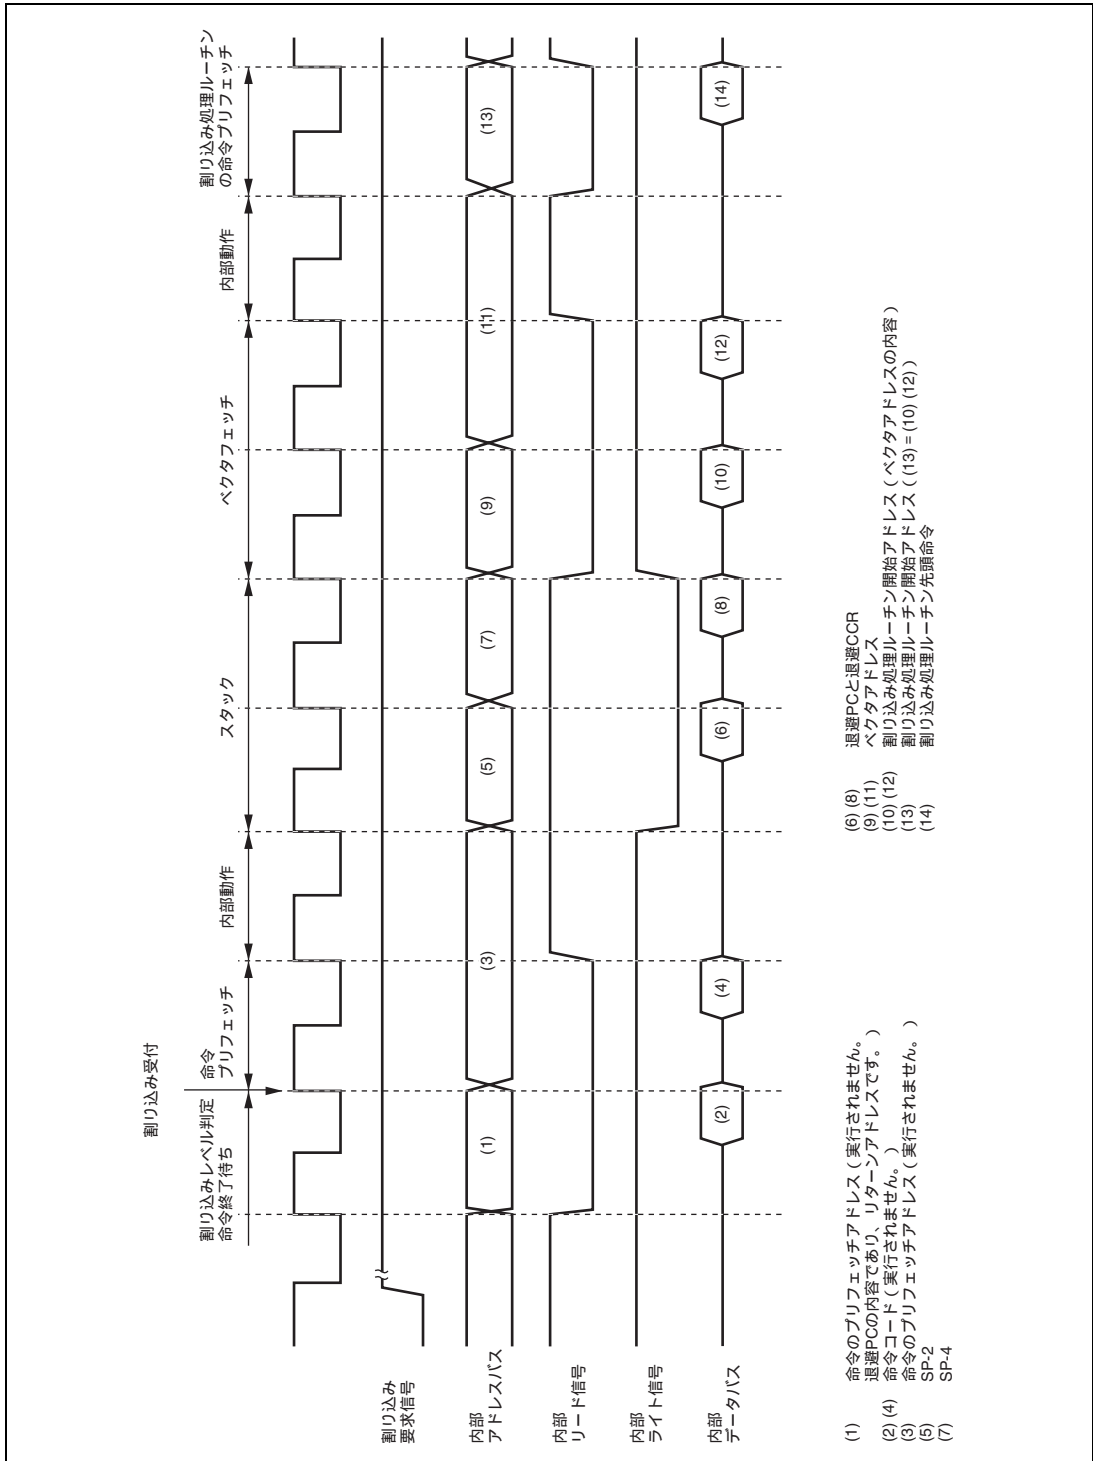 割り込み受付
割り込みレベル判定
命令終了待ち
命令
プリフェッチ
内部動作
スタック
ベクタフェッチ
内部動作
割り込み処理ルーチン
の命令プリフェッチ
割り込み
要求信号
内部
アドレスバス
(1)
(3)
(5)
(7)
(9)
(11)
(13)
内部
リード信号
内部
ライト信号
内部
データバス
(2)
(4)
(6)
(8)
(10)
(12)
(14)
(1) 命令のプリフェッチアドレス(実行されません。
退避PCの内容であり、リターンアドレスです。)
(2) (4) 命令コード(実行されません。)
(3) 命令のプリフェッチアドレス(実行されません。)
(5) SP-2
(7) SP-4
(6) (8) 退避PCと退避CCR
(9) (11) ベクタアドレス
(10) (12) 割り込み処理ルーチン開始アドレス(ベクタアドレスの内容)
(13) 割り込み処理ルーチン開始アドレス((13) = (10) (12))
(14) 割り込み処理ルーチン先頭命令